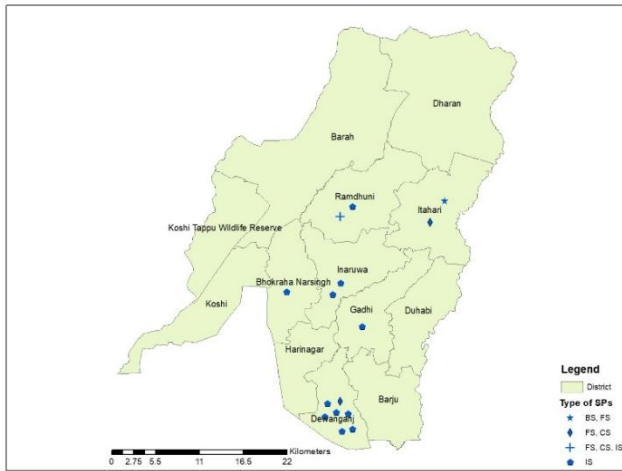 Dharan
Barah
Ramdhuni
Itahari
Koshi Tappu Wildlife Reserve
Inaruwa
Bhokraha Narsingh
Koshi
Gadhi
Duhabi
Harinagar
Dewanganj
Barju
Legend
District
Type of SPs
BS, FS
FS, CS
FS, CS, IS
IS
Kilometers
0 2.75 5.5 11 16.5 22